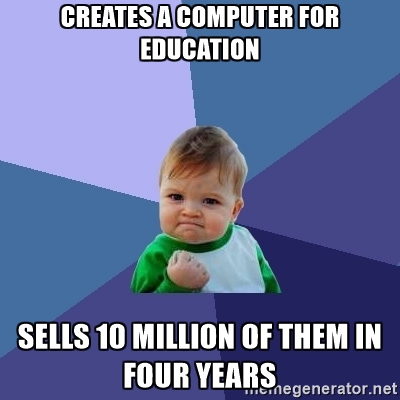 CREATES A COMPUTER FOR
EDUCATION
SELLS 10 MILLION OF THEM IN
FOUR YEARS
memegenerator.net